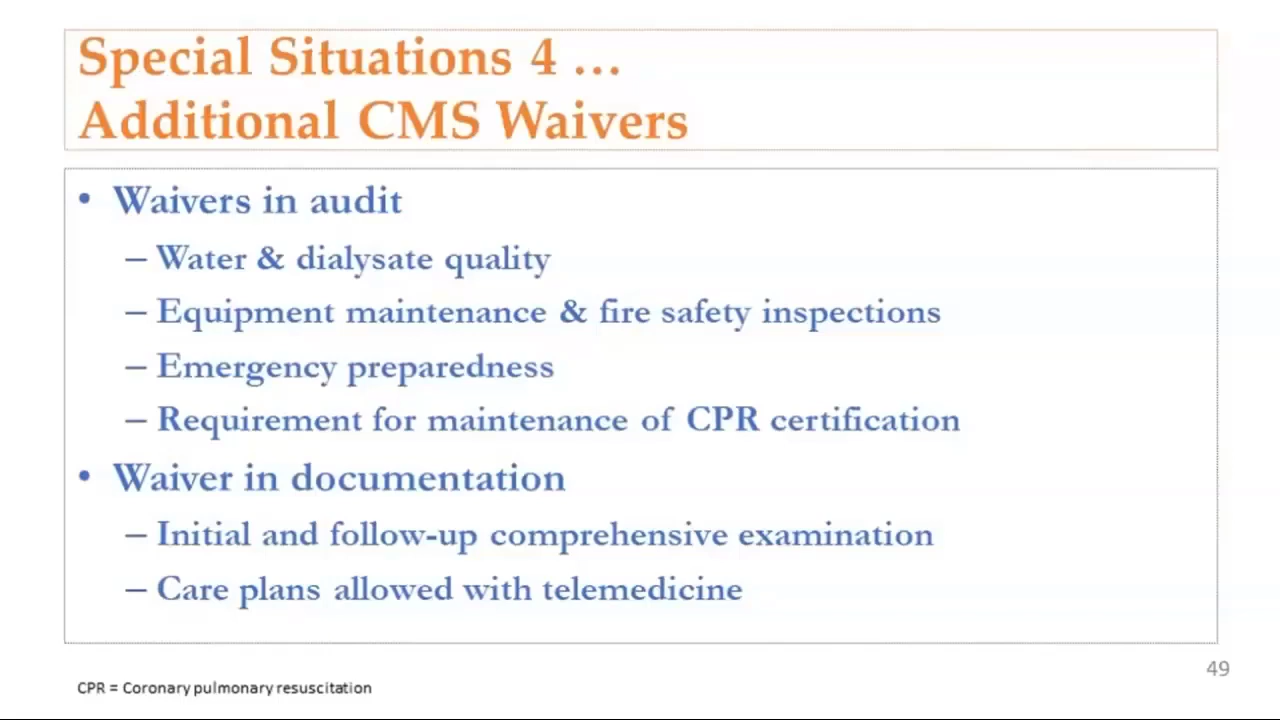 Special Situations 4 ...
Additional CMS Waivers
• Waivers in audit
– Water & dialysate quality
– Equipment maintenance & fire safety inspections
– Emergency preparedness
– Requirement for maintenance of CPR certification
• Waiver in documentation
– Initial and follow-up comprehensive examination
– Care plans allowed with telemedicine
49
CPR = Coronary pulmonary resuscitation